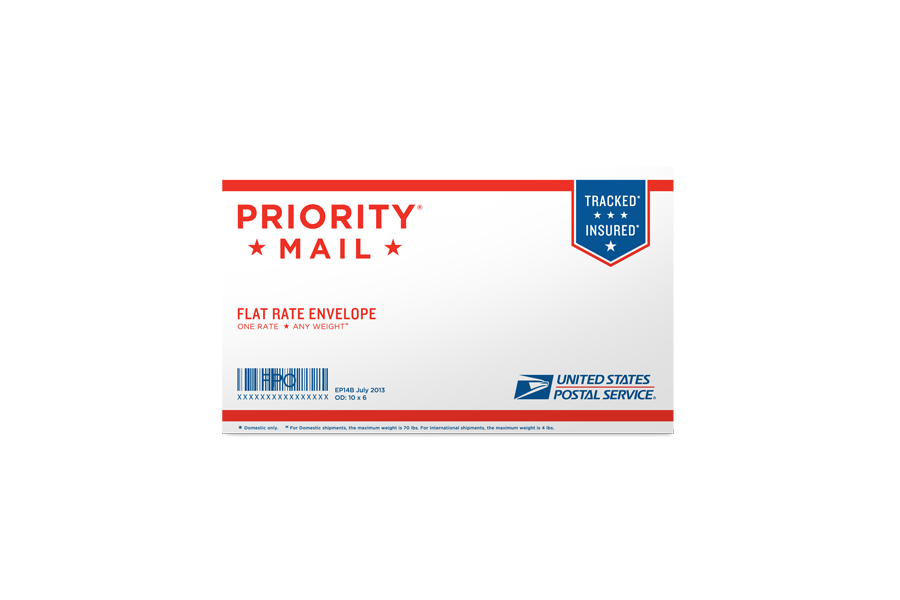 PRIORITY®
★ MAIL ★
TRACKED*
★ ★ ★
INSURED*
★
FLAT RATE ENVELOPE
ONE RATE ★ ANY WEIGHT**
FPO
XXXXXXXXXXXXXXXX
EP14B July 2013
OD: 10 x 6
UNITED STATES
POSTAL SERVICE®
* Domestic only. ** For Domestic shipments, the maximum weight is 70 lbs. For international shipments, the maximum weight is 4 lbs.